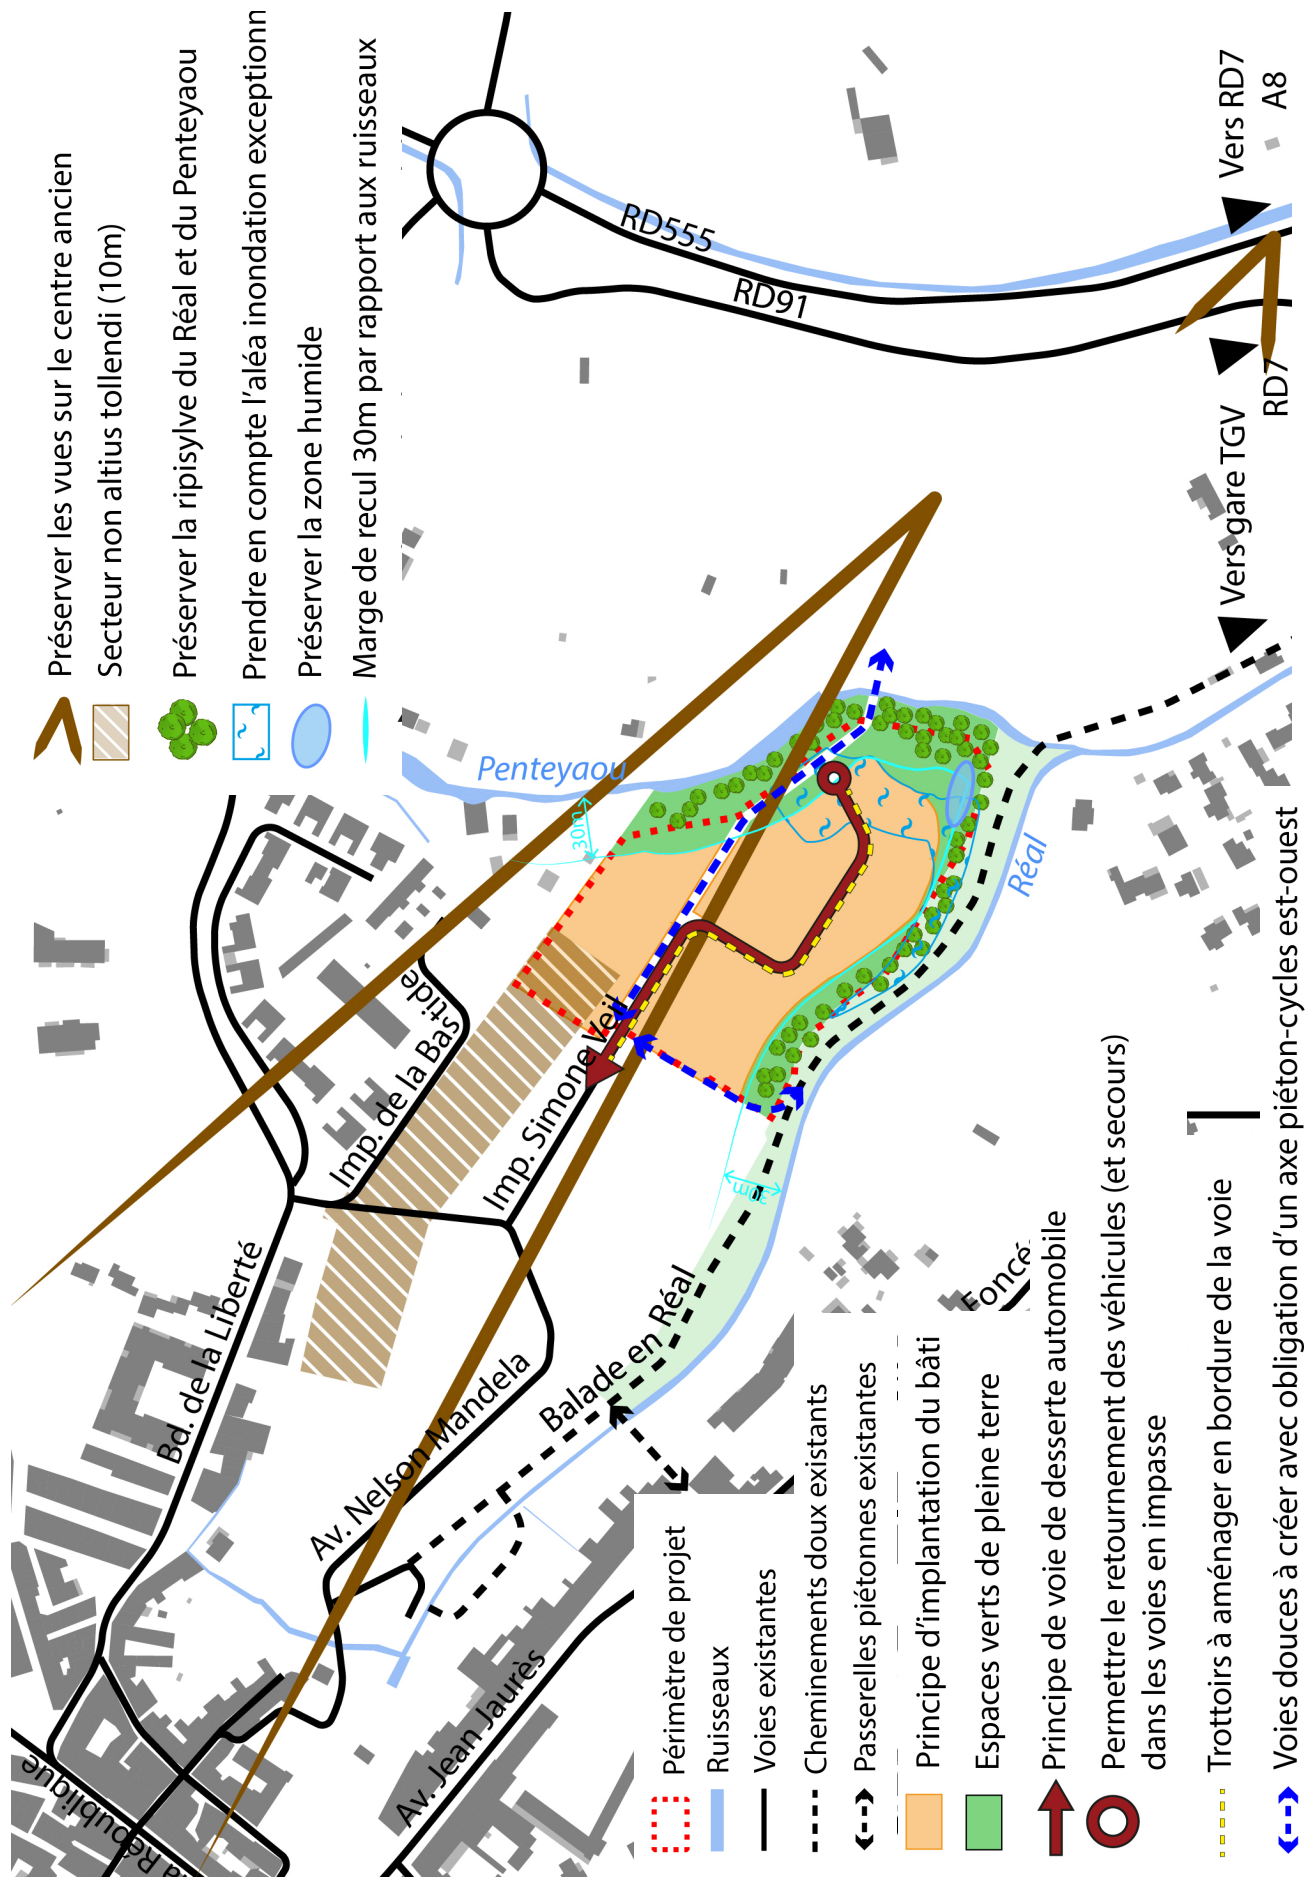 Préserver les vues sur le centre ancien
Secteur non altius tollendi (10m)
Préserver la ripisylve du Réal et du Penteyaou
Prendre en compte l'aléa inondation exceptionn
Préserver la zone humide
Marge de recul 30m par rapport aux ruisseaux
RD555
RD91
Vers RD7
A8
RD7
Vers gare TGV
Penteyaou
30m
Réal
Imp. de la Bastide
Imp. Simone Veil
30m
Bd. de la Liberté
Av. Nelson Mandela
Balade en Réal
Foncé
Av. Jean Jaurès
la République
Périmètre de projet
Ruisseaux
Voies existantes
Cheminements doux existants
Passerelles piétonnes existantes
Principe d'implantation du bâti
Espaces verts de pleine terre
Principe de voie de desserte automobile
Permettre le retournement des véhicules (et secours)
dans les voies en impasse
Trottoirs à aménager en bordure de la voie
Voies douces à créer avec obligation d'un axe piéton-cycles est-ouest